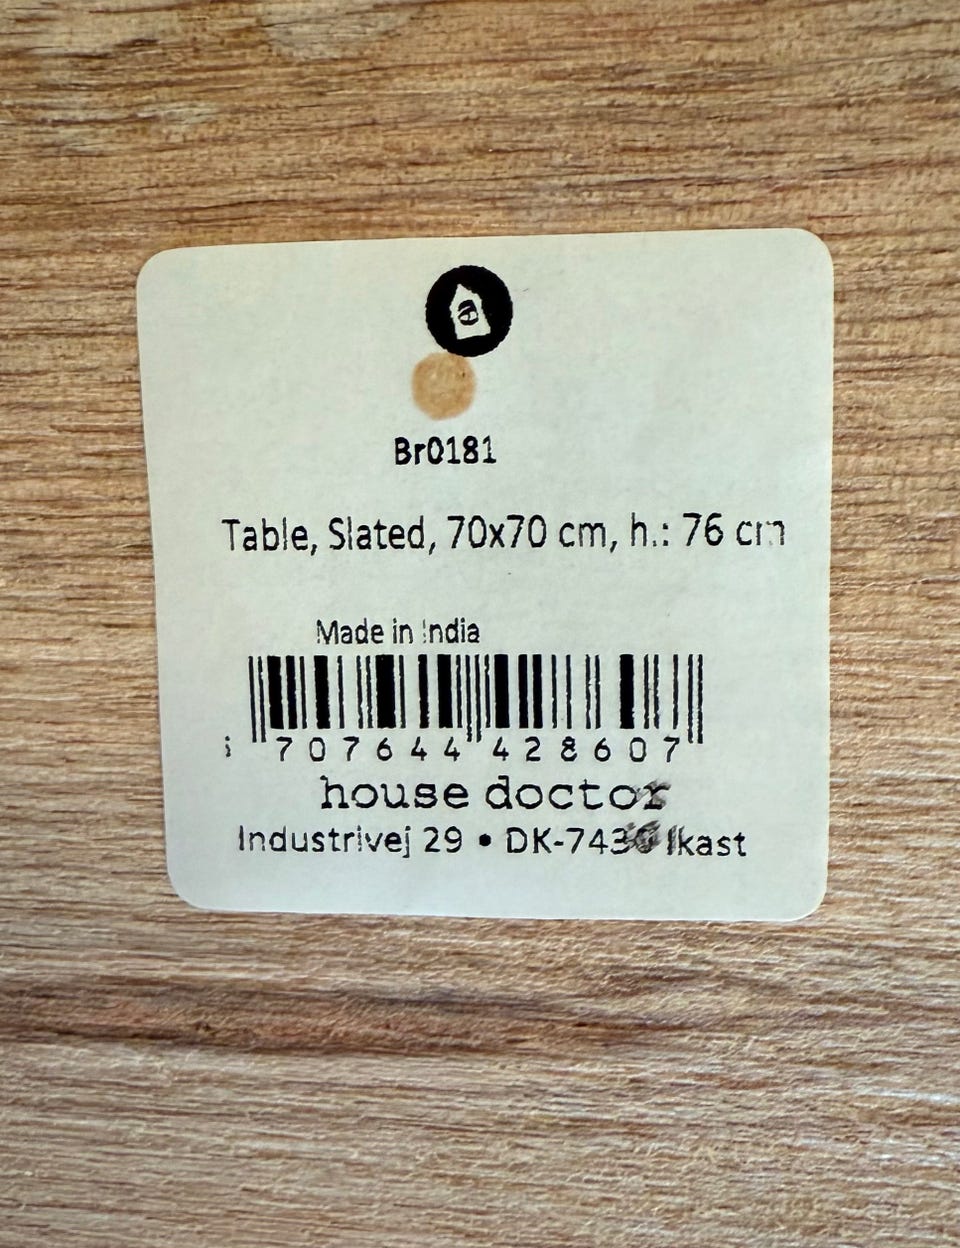 Br0181
Table, Slated, 70x70 cm, h.: 76 cm
Made in India
707644 428607
house doctor
Industrivej 29 • DK-7430 Ikast